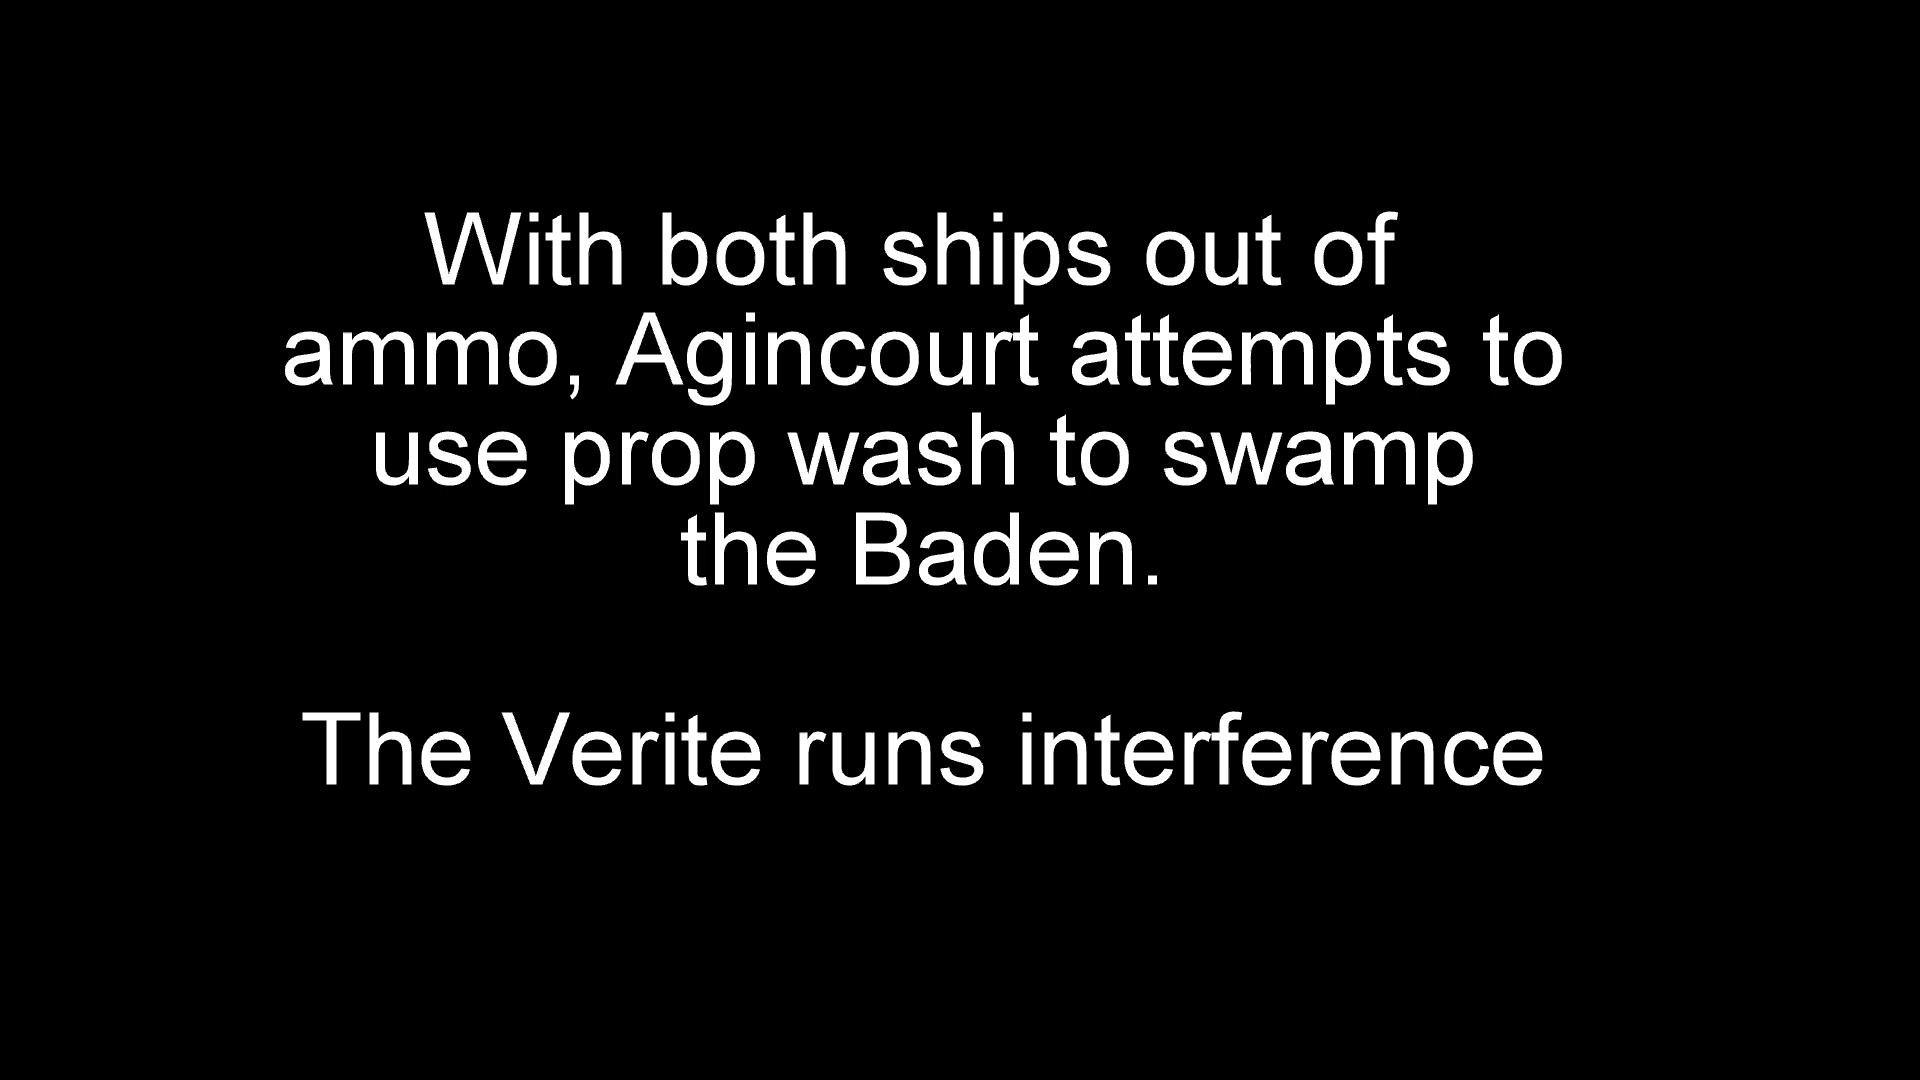 With both ships out of
ammo, Agincourt attempts to
use prop wash to swamp
the Baden.
The Verite runs interference